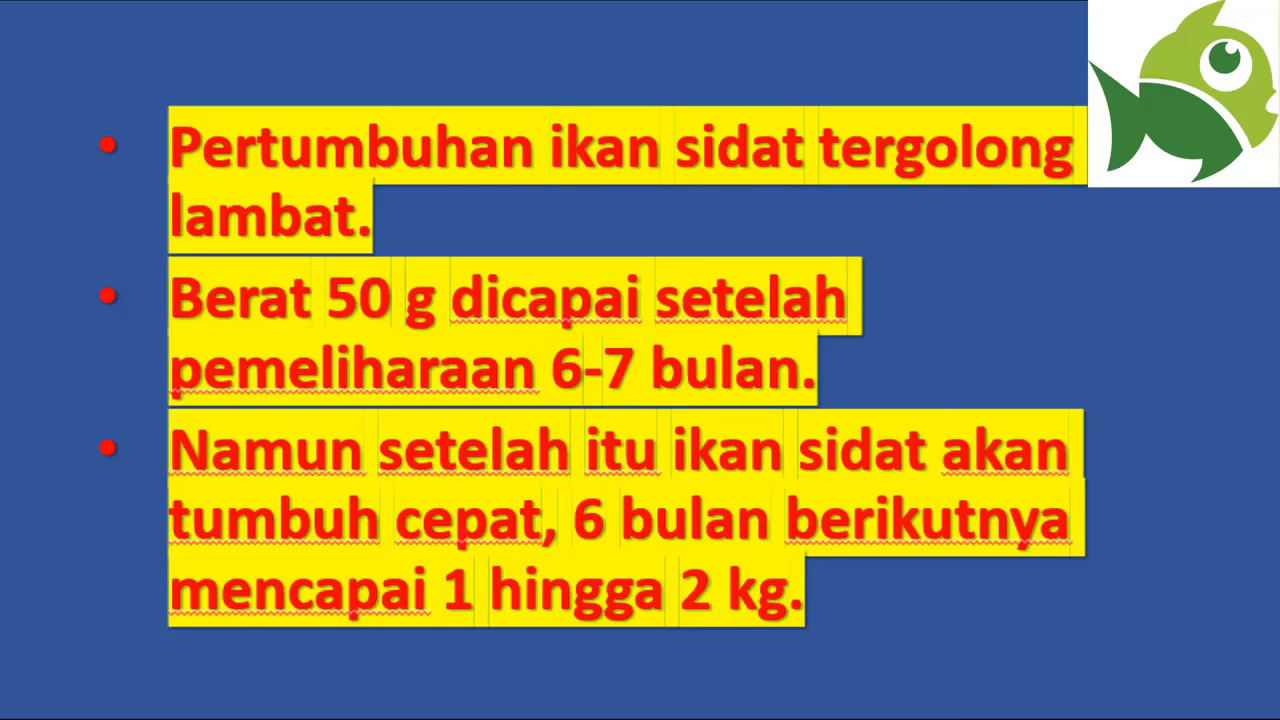 • Pertumbuhan ikan sidat tergolong
lambat.
• Berat 50 g dicapai setelah
pemeliharaan 6-7 bulan.
• Namun setelah itu ikan sidat akan
tumbuh cepat, 6 bulan berikutnya
mencapai 1 hingga 2 kg.